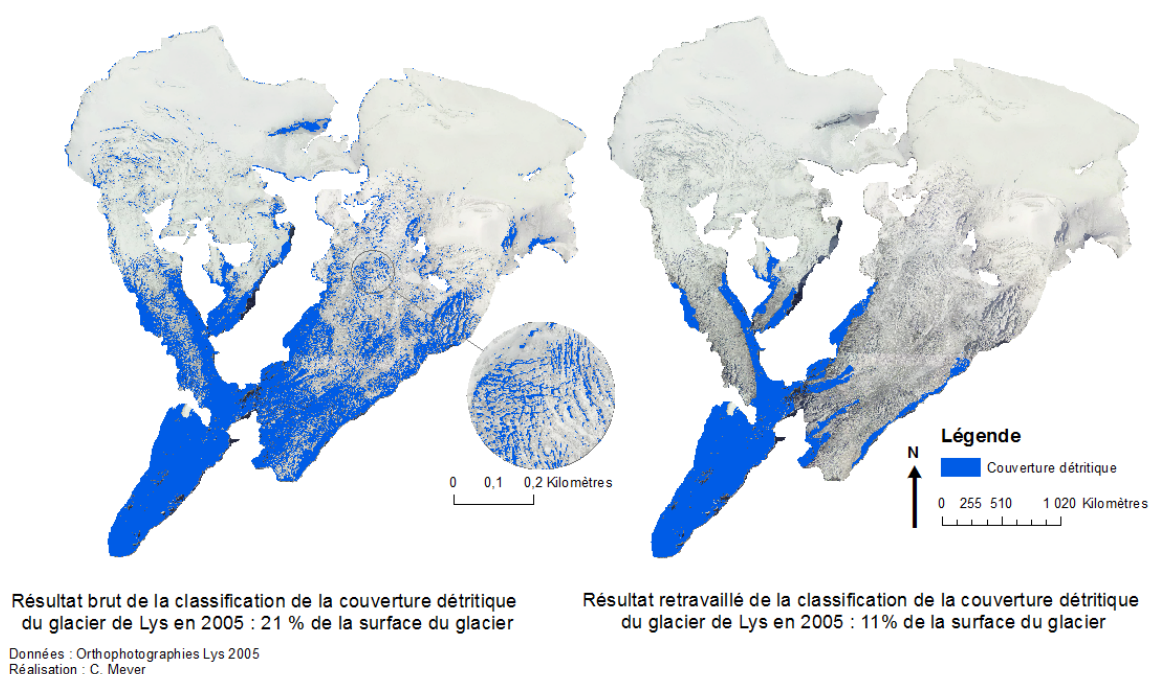 0 0,1 0,2 Kilomètres
N
Légende
Couverture détritique
0 255 510 1 020 Kilomètres
Résultat brut de la classification de la couverture détritique
du glacier de Lys en 2005 : 21 % de la surface du glacier
Résultat retravaillé de la classification de la couverture détritique
du glacier de Lys en 2005 : 11% de la surface du glacier
Données : Orthophotographies Lys 2005
Réalisation : C. Meyer